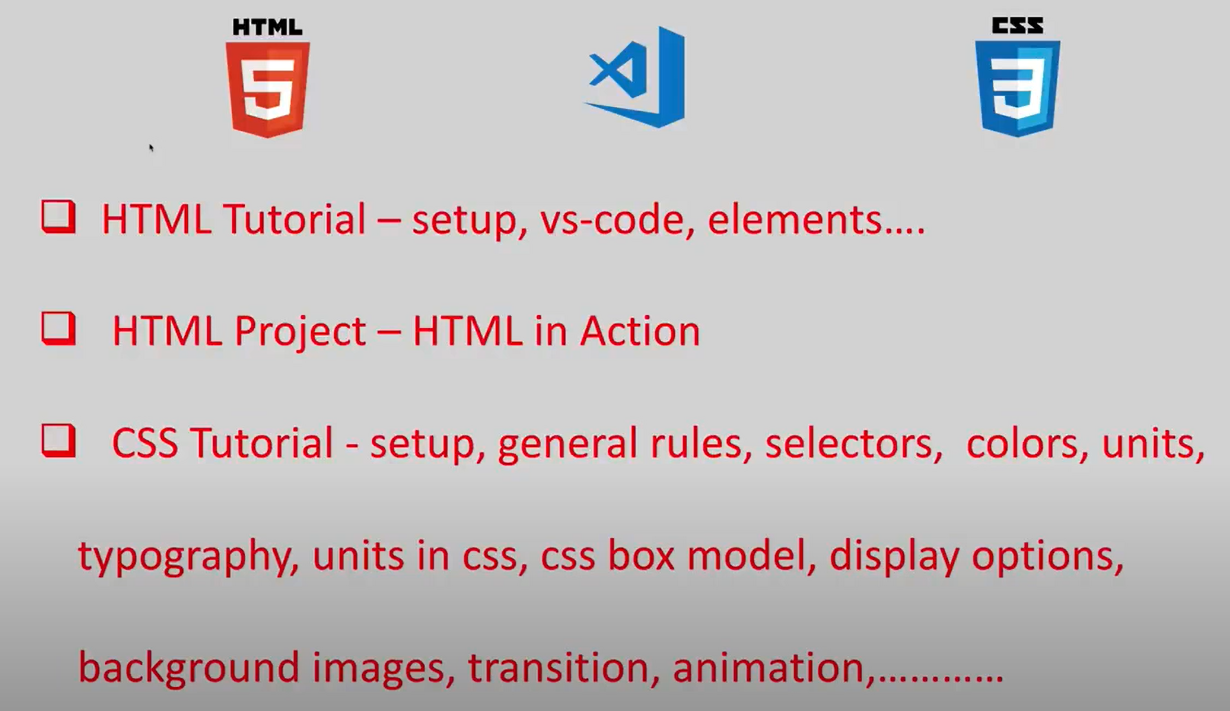 HTML
5
CSS
3
HTML Tutorial – setup, vs-code, elements....
HTML Project – HTML in Action
CSS Tutorial - setup, general rules, selectors,  colors, units,
typography, units in css, css box model, display options,
background images, transition, animation,............